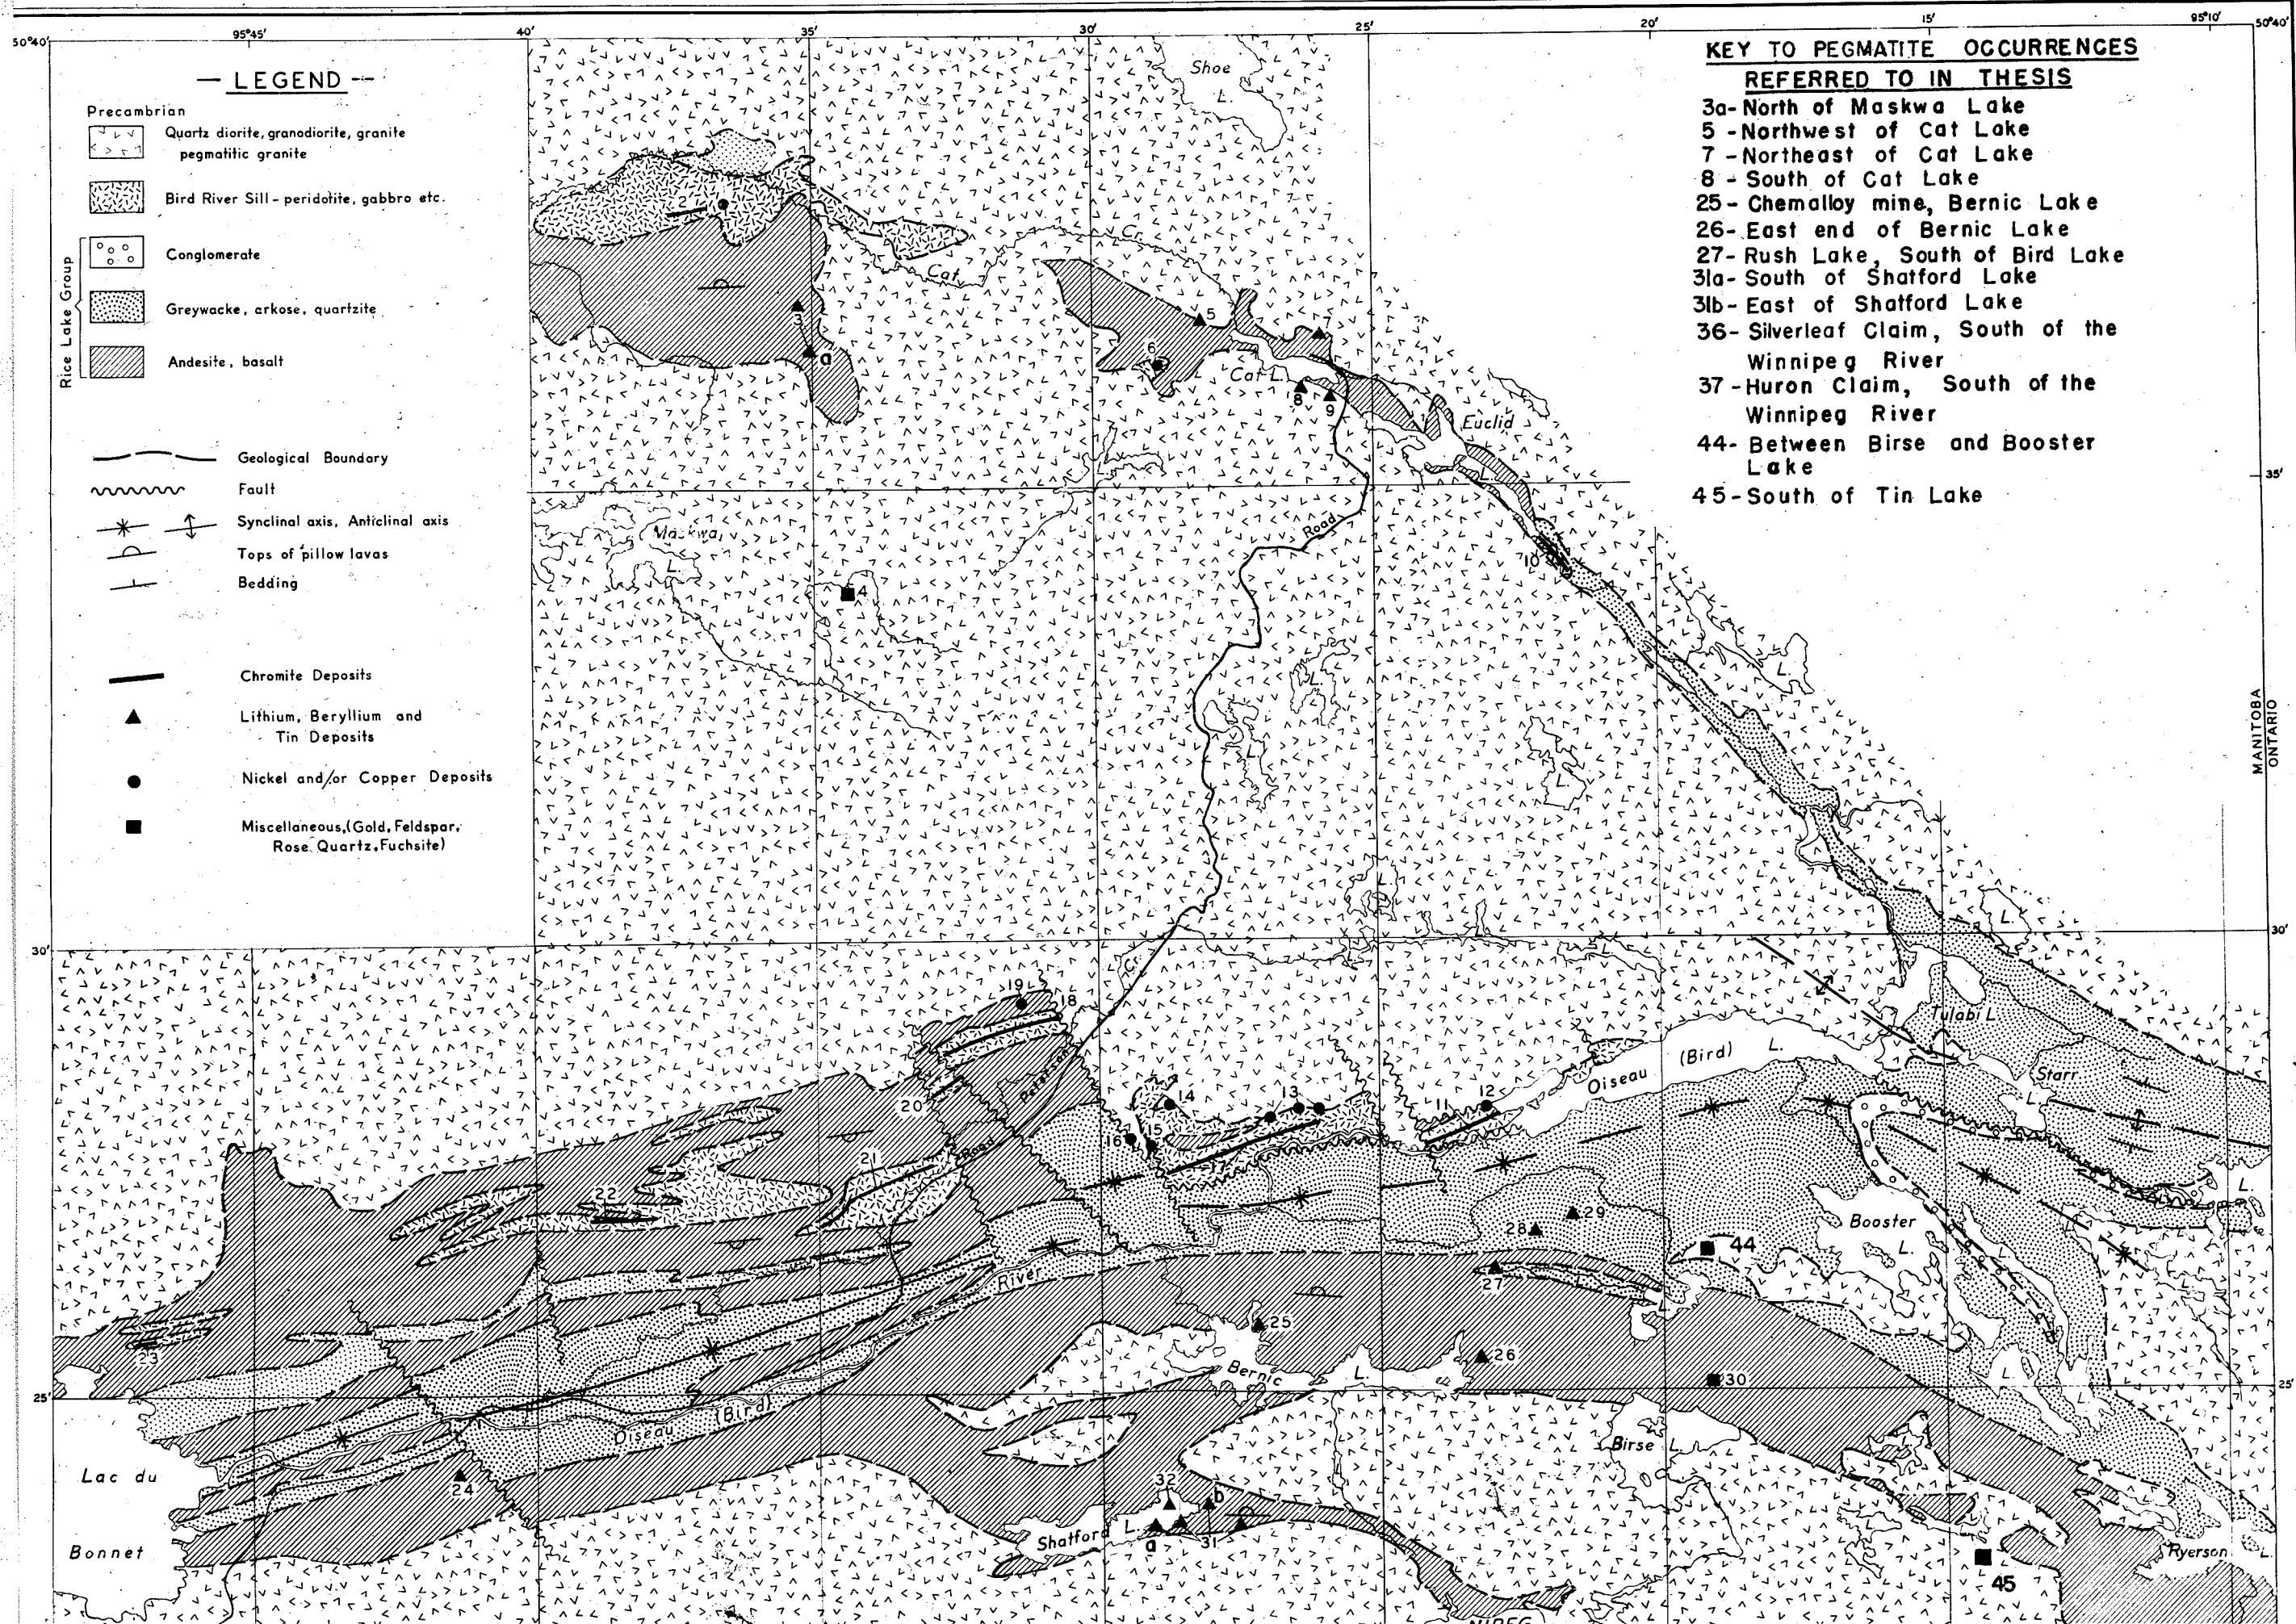 50°40'
95°45'
40'
35'
30'
25'
20'
15'
95°10'
50°40'
— LEGEND —
Precambrian
Quartz diorite, granodiorite, granite
pegmatitic granite
Bird River Sill - peridotite, gabbro etc.
Rice Lake Group
Conglomerate
Greywacke, arkose, quartzite
Andesite, basalt
Geological Boundary
Fault
Synclinal axis, Anticlinal axis
Tops of pillow lavas
Bedding
Chromite Deposits
Lithium, Beryllium and
Tin Deposits
Nickel and/or Copper Deposits
Miscellaneous, (Gold, Feldspar,
Rose Quartz, Fuchsite)
KEY TO PEGMATITE OCCURRENCES
REFERRED TO IN THESIS
3a- North of Maskwa Lake
5 - Northwest of Cat Lake
7 - Northeast of Cat Lake
8 - South of Cat Lake
25- Chemalloy mine, Bernic Lake
26- East end of Bernic Lake
27- Rush Lake, South of Bird Lake
31a- South of Shatford Lake
31b- East of Shatford Lake
36- Silverleaf Claim, South of the
Winnipeg River
37- Huron Claim, South of the
Winnipeg River
44- Between Birse and Booster
Lake
45- South of Tin Lake
Shoe
L.
2
Cat
Cr.
3
a
5
6
7
Cat L.
8
9
Euclid
L.
35'
Road
10
Maskwa
L.
4
L.
L.
L.
L.
MANITOBA
ONTARIO
L.
30'
L.
30'
Cr.
19
18
Tulabi L.
(Bird) L.
Oiseau
Starr
L.
Peterson
20
14
13
12
11
16
15
17
Road
21
22
L.
Booster
L.
29
28
44
27
L.
River
23
25
26
Bernic
L.
30
L.
25'
25'
Oiseau (Bird)
Birse L.
Lac du
24
32
b
Shatford L.
a
31
Bonnet
Ryerson
L.
45